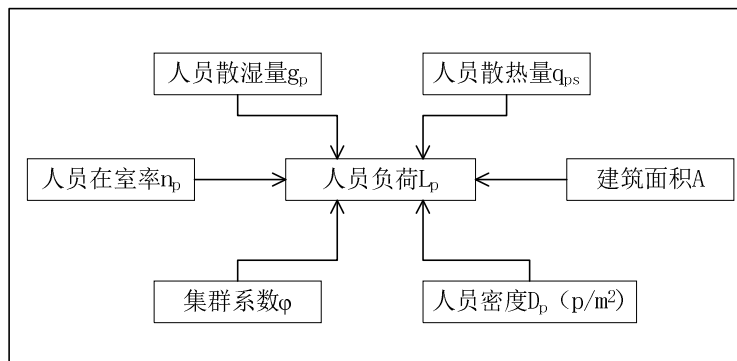 人员散湿量gp
人员散热量qps
人员在室率np
人员负荷Lp
建筑面积A
集群系数φ
人员密度Dp（p/m²）